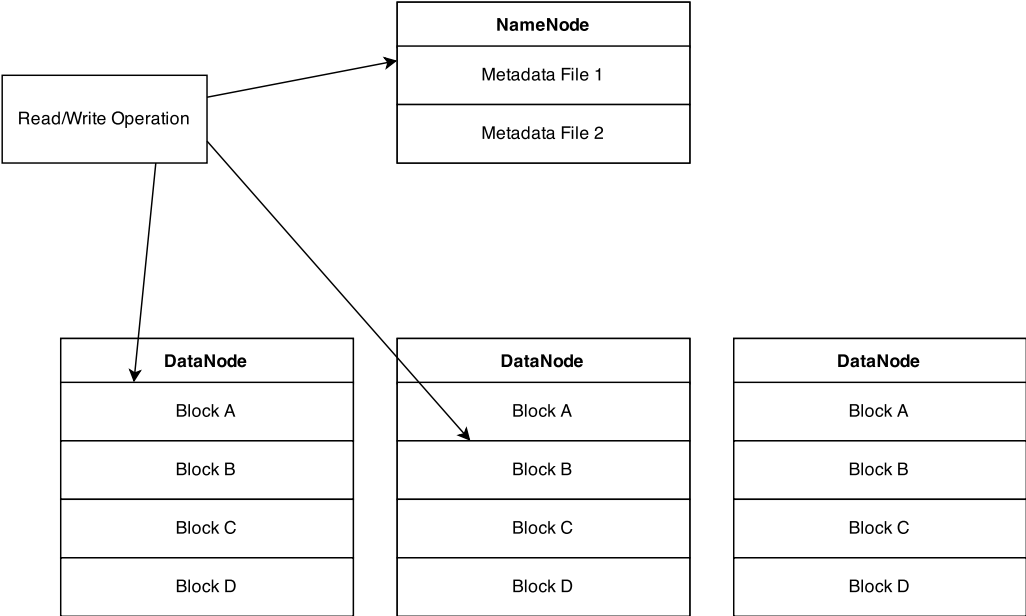 NameNode
Metadata File 1
Read/Write Operation
Metadata File 2
DataNode
Block A
Block B
Block C
Block D
DataNode
Block A
Block B
Block C
Block D
DataNode
Block A
Block B
Block C
Block D